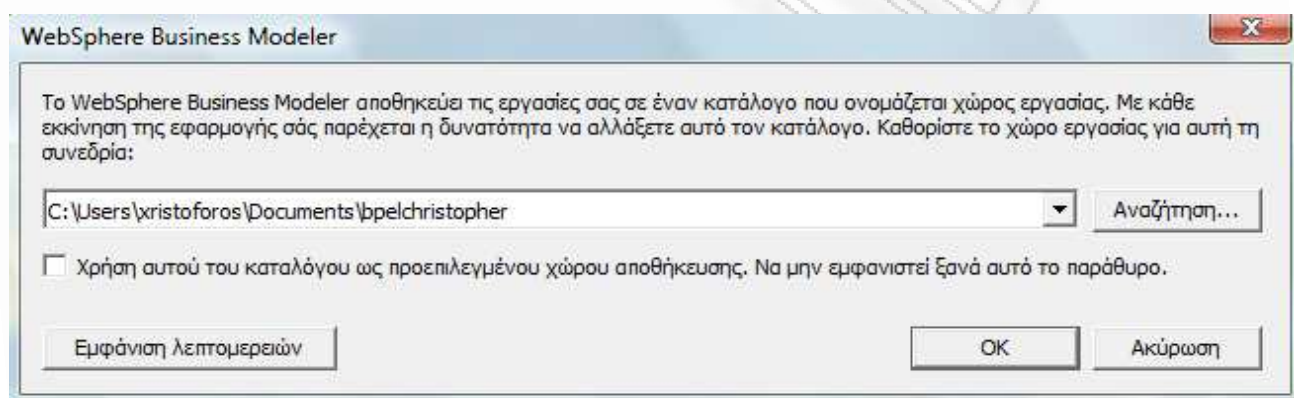 WebSphere Business Modeler
Το WebSphere Business Modeler αποθηκεύει τις εργασίες σας σε έναν κατάλογο που ονομάζεται χώρος εργασίας. Με κάθε
εκκίνηση της εφαρμογής σάς παρέχεται η δυνατότητα να αλλάξετε αυτό τον κατάλογο. Καθορίστε το χώρο εργασίας για αυτή τη
συνεδρία:
C:\Users\xristoforos\Documents\bpelchristopher Αναζήτηση...
Χρήση αυτού του καταλόγου ως προεπιλεγμένου χώρου αποθήκευσης. Να μην εμφανιστεί ξανά αυτό το παράθυρο.
Εμφάνιση λεπτομερειών OK Ακύρωση